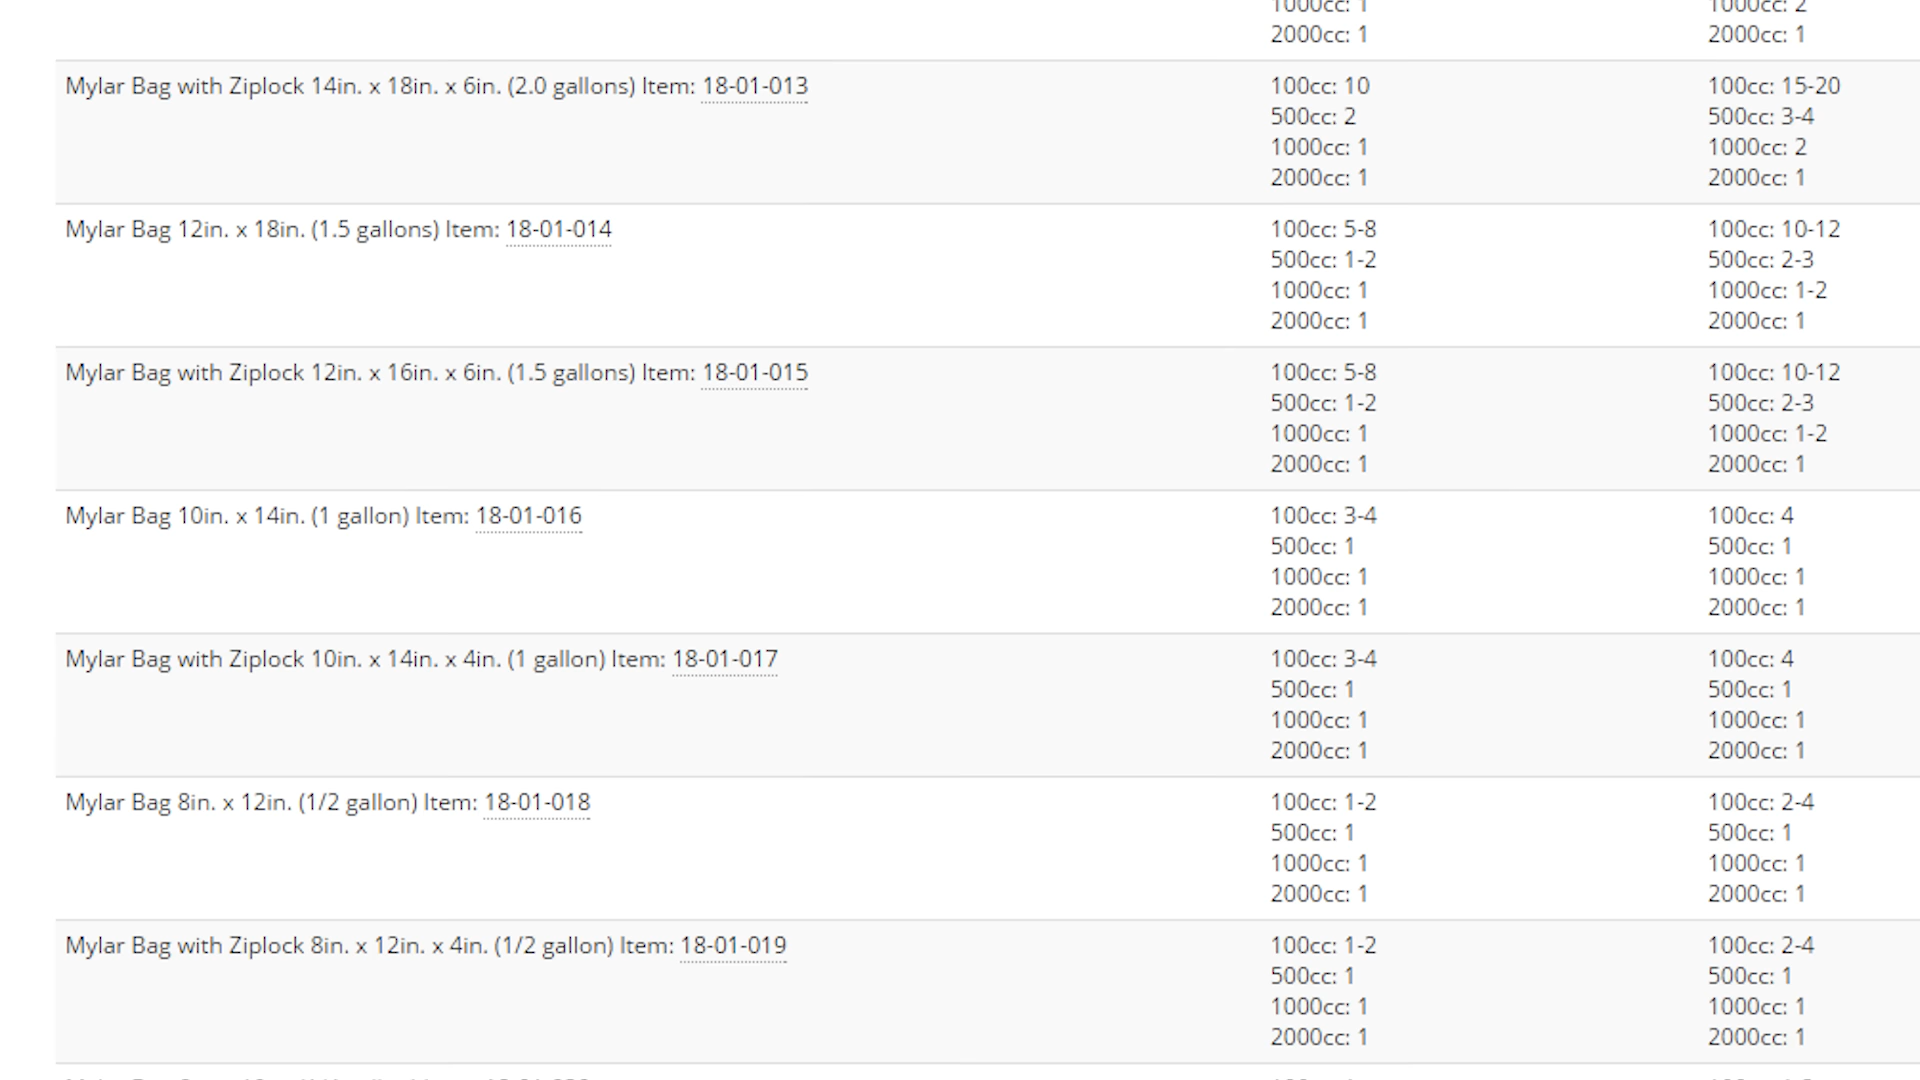 1000cc: 1 1000cc: 2
2000cc: 1 2000cc: 1
Mylar Bag with Ziplock 14in. x 18in. x 6in. (2.0 gallons) Item: 18-01-013 100cc: 10 100cc: 15-20
500cc: 2 500cc: 3-4
1000cc: 1 1000cc: 2
2000cc: 1 2000cc: 1
Mylar Bag 12in. x 18in. (1.5 gallons) Item: 18-01-014 100cc: 5-8 100cc: 10-12
500cc: 1-2 500cc: 2-3
1000cc: 1 1000cc: 1-2
2000cc: 1 2000cc: 1
Mylar Bag with Ziplock 12in. x 16in. x 6in. (1.5 gallons) Item: 18-01-015 100cc: 5-8 100cc: 10-12
500cc: 1-2 500cc: 2-3
1000cc: 1 1000cc: 1-2
2000cc: 1 2000cc: 1
Mylar Bag 10in. x 14in. (1 gallon) Item: 18-01-016 100cc: 3-4 100cc: 4
500cc: 1 500cc: 1
1000cc: 1 1000cc: 1
2000cc: 1 2000cc: 1
Mylar Bag with Ziplock 10in. x 14in. x 4in. (1 gallon) Item: 18-01-017 100cc: 3-4 100cc: 4
500cc: 1 500cc: 1
1000cc: 1 1000cc: 1
2000cc: 1 2000cc: 1
Mylar Bag 8in. x 12in. (1/2 gallon) Item: 18-01-018 100cc: 1-2 100cc: 2-4
500cc: 1 500cc: 1
1000cc: 1 1000cc: 1
2000cc: 1 2000cc: 1
Mylar Bag with Ziplock 8in. x 12in. x 4in. (1/2 gallon) Item: 18-01-019 100cc: 1-2 100cc: 2-4
500cc: 1 500cc: 1
1000cc: 1 1000cc: 1
2000cc: 1 2000cc: 1